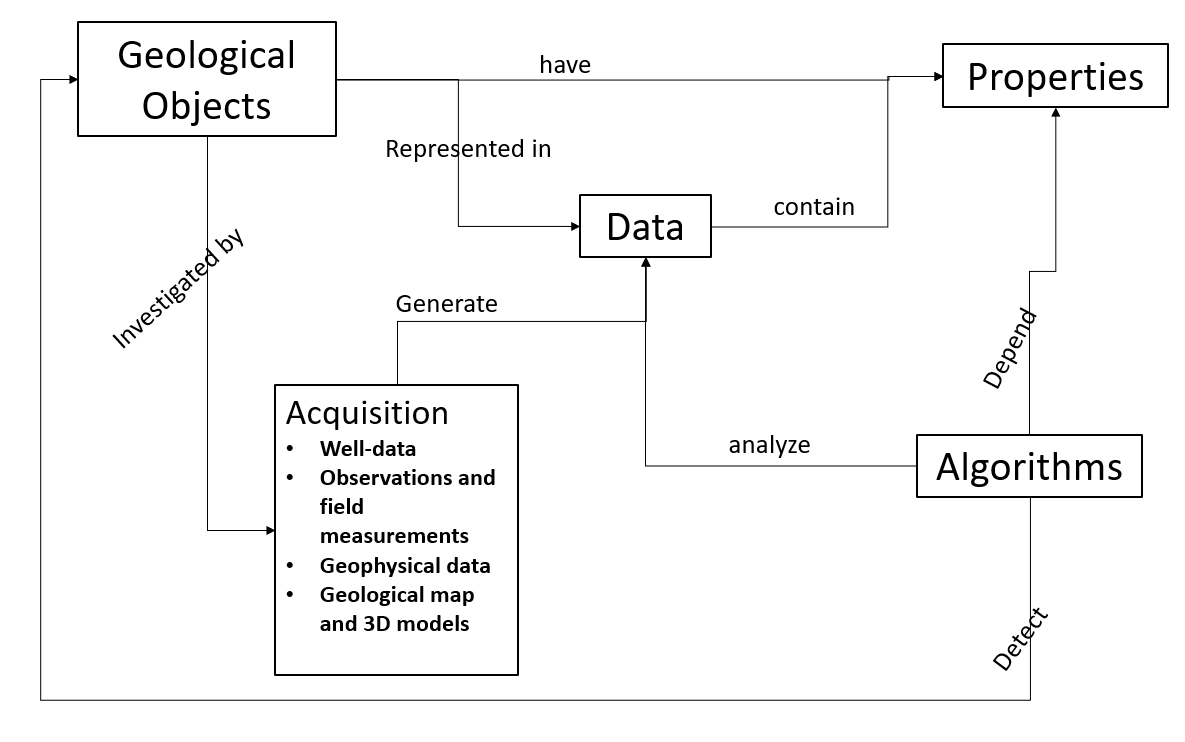 Geological
Objects
have
Properties
Represented in
Data
contain
Investigated by
Generate
Depend
Acquisition
• Well-data
• Observations and
field
measurements
• Geophysical data
• Geological map
and 3D models
analyze
Algorithms
Detect